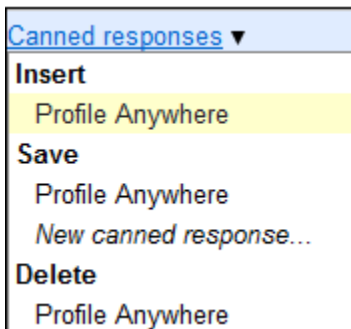 Canned responses ▼
Insert
Profile Anywhere
Save
Profile Anywhere
New canned response...
Delete
Profile Anywhere